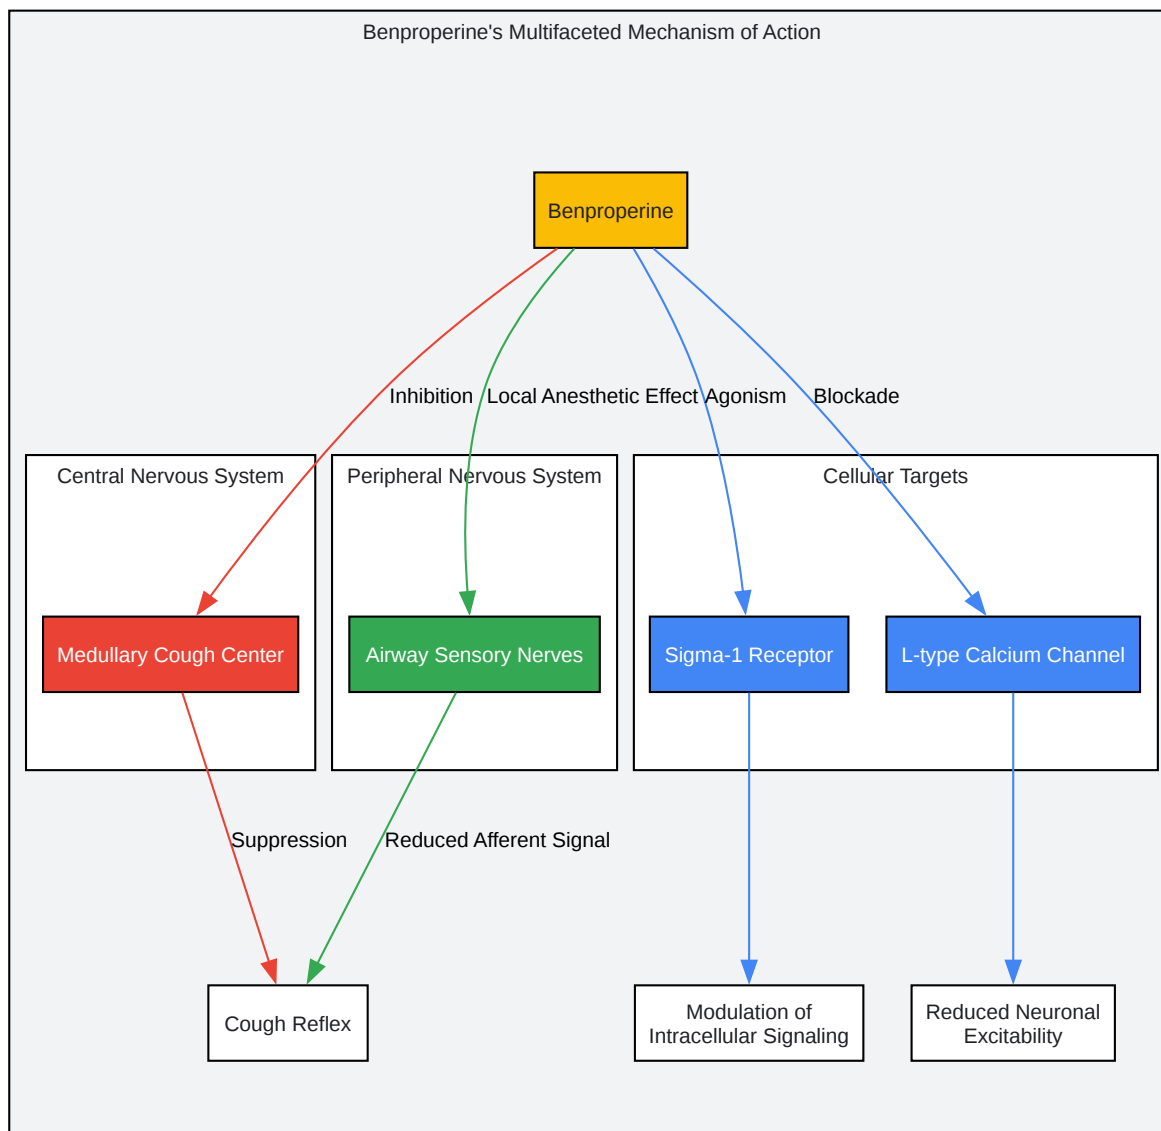 Benproperine's Multifaceted Mechanism of Action
Benproperine
Inhibition
Local Anesthetic Effect
Agonism
Blockade
Central Nervous System
Peripheral Nervous System
Cellular Targets
Medullary Cough Center
Airway Sensory Nerves
Sigma-1 Receptor
L-type Calcium Channel
Suppression
Reduced Afferent Signal
Cough Reflex
Modulation of
Intracellular Signaling
Reduced Neuronal
Excitability